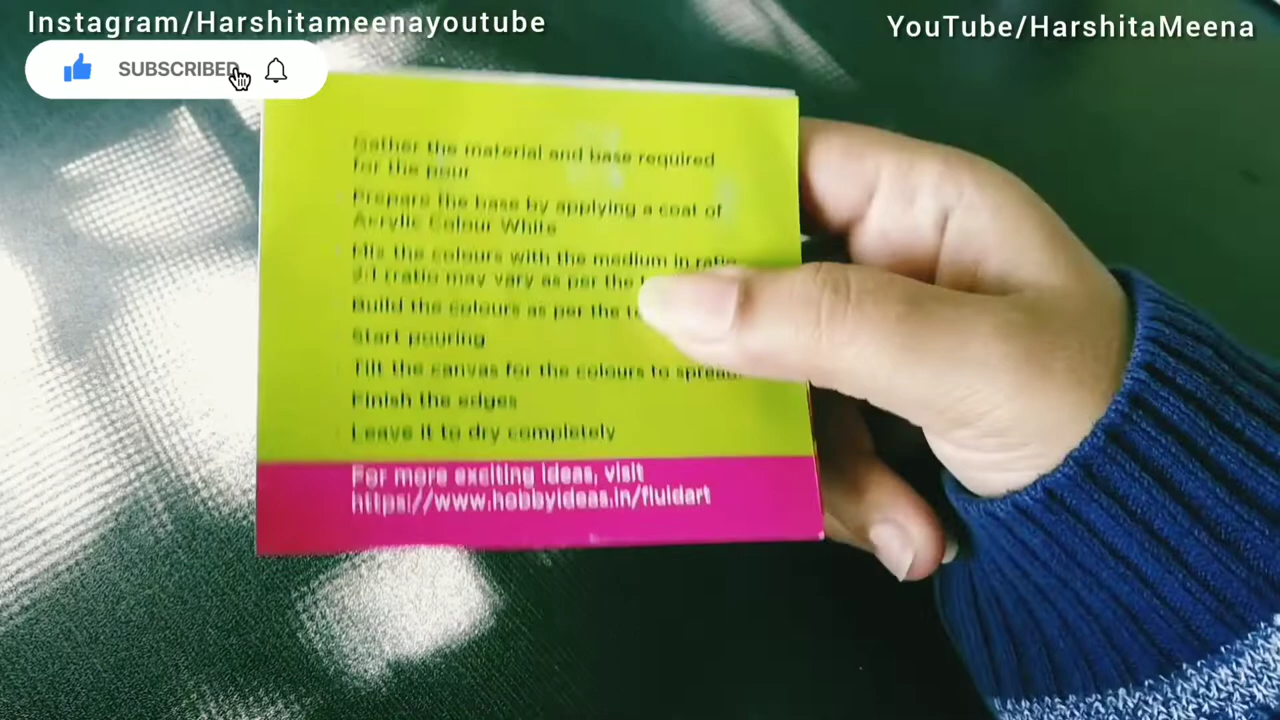 Instagram/Harshitameenayoutube
YouTube/HarshitaMeena
SUBSCRIBED
Gather the material and base required
for the pour
Prepare the base by applying a coat of
Acrylic Colour White
Mix the colours with the medium in ratio
2:1 (ratio may vary as per the
Build the colours as per the
Start pouring
Tilt the canvas for the colours to spread.
Finish the edges
Leave it to dry completely
For more exciting ideas, visit
https://www.hobbyideas.in/fluidart